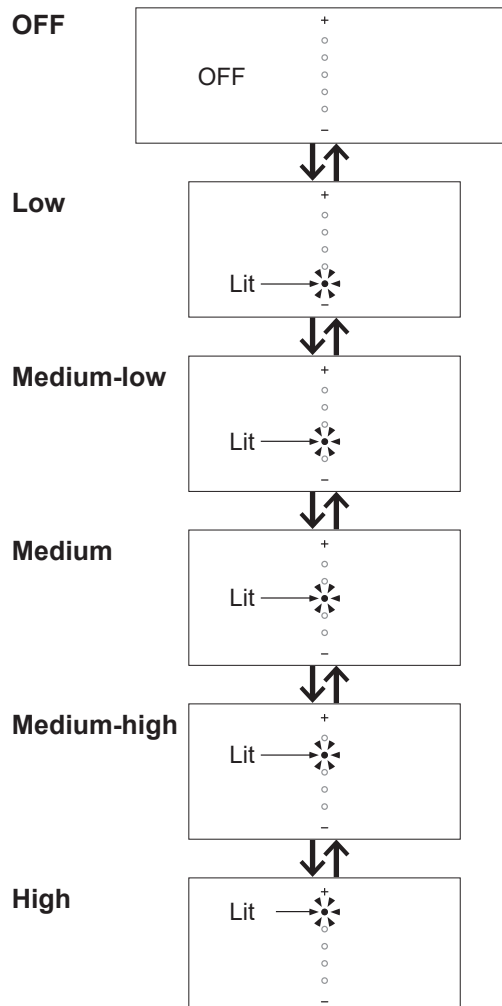 OFF
+
OFF
–
Low
+
Lit
–
Medium-low
+
Lit
–
Medium
+
Lit
–
Medium-high
+
Lit
–
High
+
Lit
–